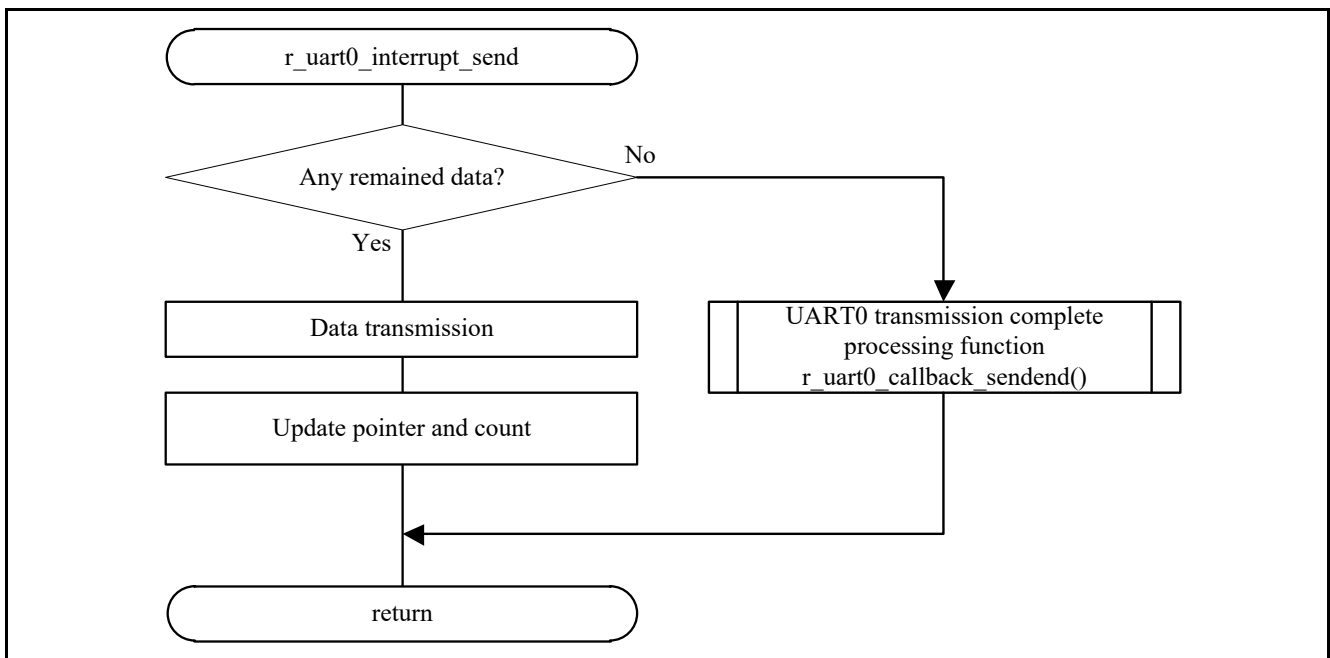 r_uart0_interrupt_send
Any remained data?
No
Yes
Data transmission
Update pointer and count
UART0 transmission complete
processing function
r_uart0_callback_sendend()
return